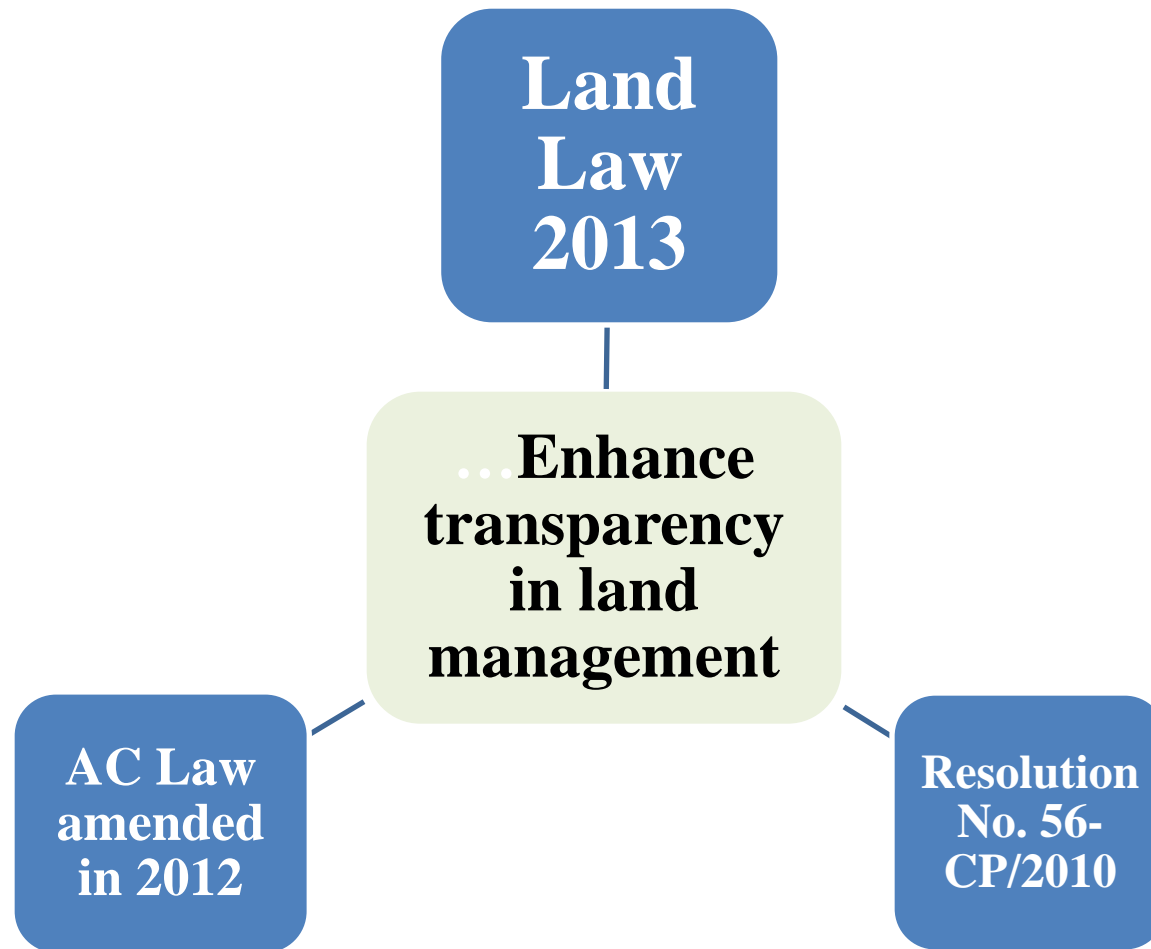 Land
Law
2013
…Enhance
transparency
in land
management
AC Law
amended
in 2012
Resolution
No. 56-
CP/2010